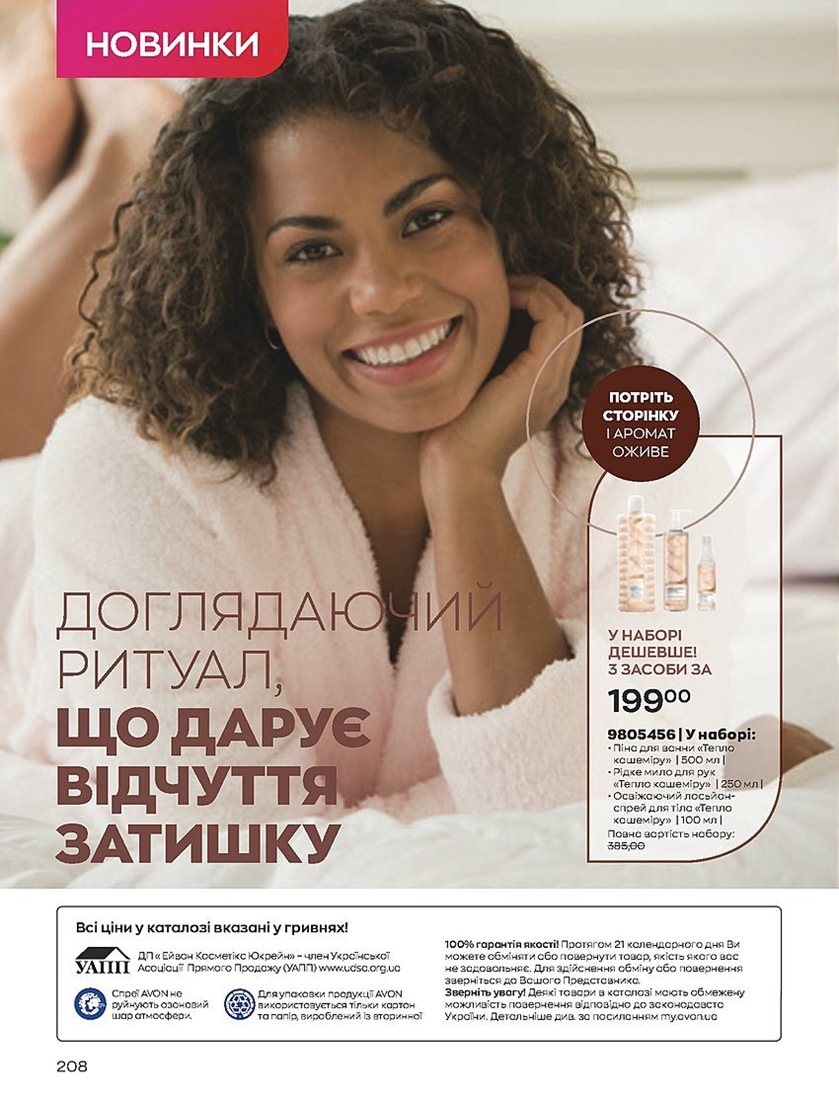 НОВИНКИ
ПОТРІТЬ
СТОРІНКУ
І АРОМАТ
ОЖИВЕ
ДОГЛЯДАЮЧИЙ
РИТУАЛ,
ЩО ДАРУЄ
ВІДЧУТТЯ
ЗАТИШКУ
У НАБОРІ
ДЕШЕВШЕ!
3 ЗАСОБИ ЗА
199⁰⁰
9805456 | У наборі:
• Піна для ванни «Тепло
кашеміру» | 500 мл |
• Рідке мило для рук
«Тепло кашеміру» | 250 мл |
• Освіжаючий лосьйон-
спрей для тіла «Тепло
кашеміру» | 100 мл |
Повна вартість набору:
385,00
Всі ціни у каталозі вказані у гривнях!
УАПП
ДП « Ейвон Косметікс Юкрейн» – член Української
Асоціації Прямого Продажу (УАПП) www.udsa.org.ua
Спреї AVON не
руйнують озоновий
шар атмосфери.
Для упаковки продукції AVON
використовується тільки картон
та папір, вироблений із вторинної
100% гарантія якості! Протягом 21 календарного дня Ви
можете обміняти або повернути товар, якість якого вас
не задовольняє. Для здійснення обміну або повернення
зверніться до Вашого Представника.
Зверніть увагу! Деякі товари в каталозі мають обмежену
можливість повернення відповідно до законодавства
України. Детальніше див. за посиланням my.avon.ua
208